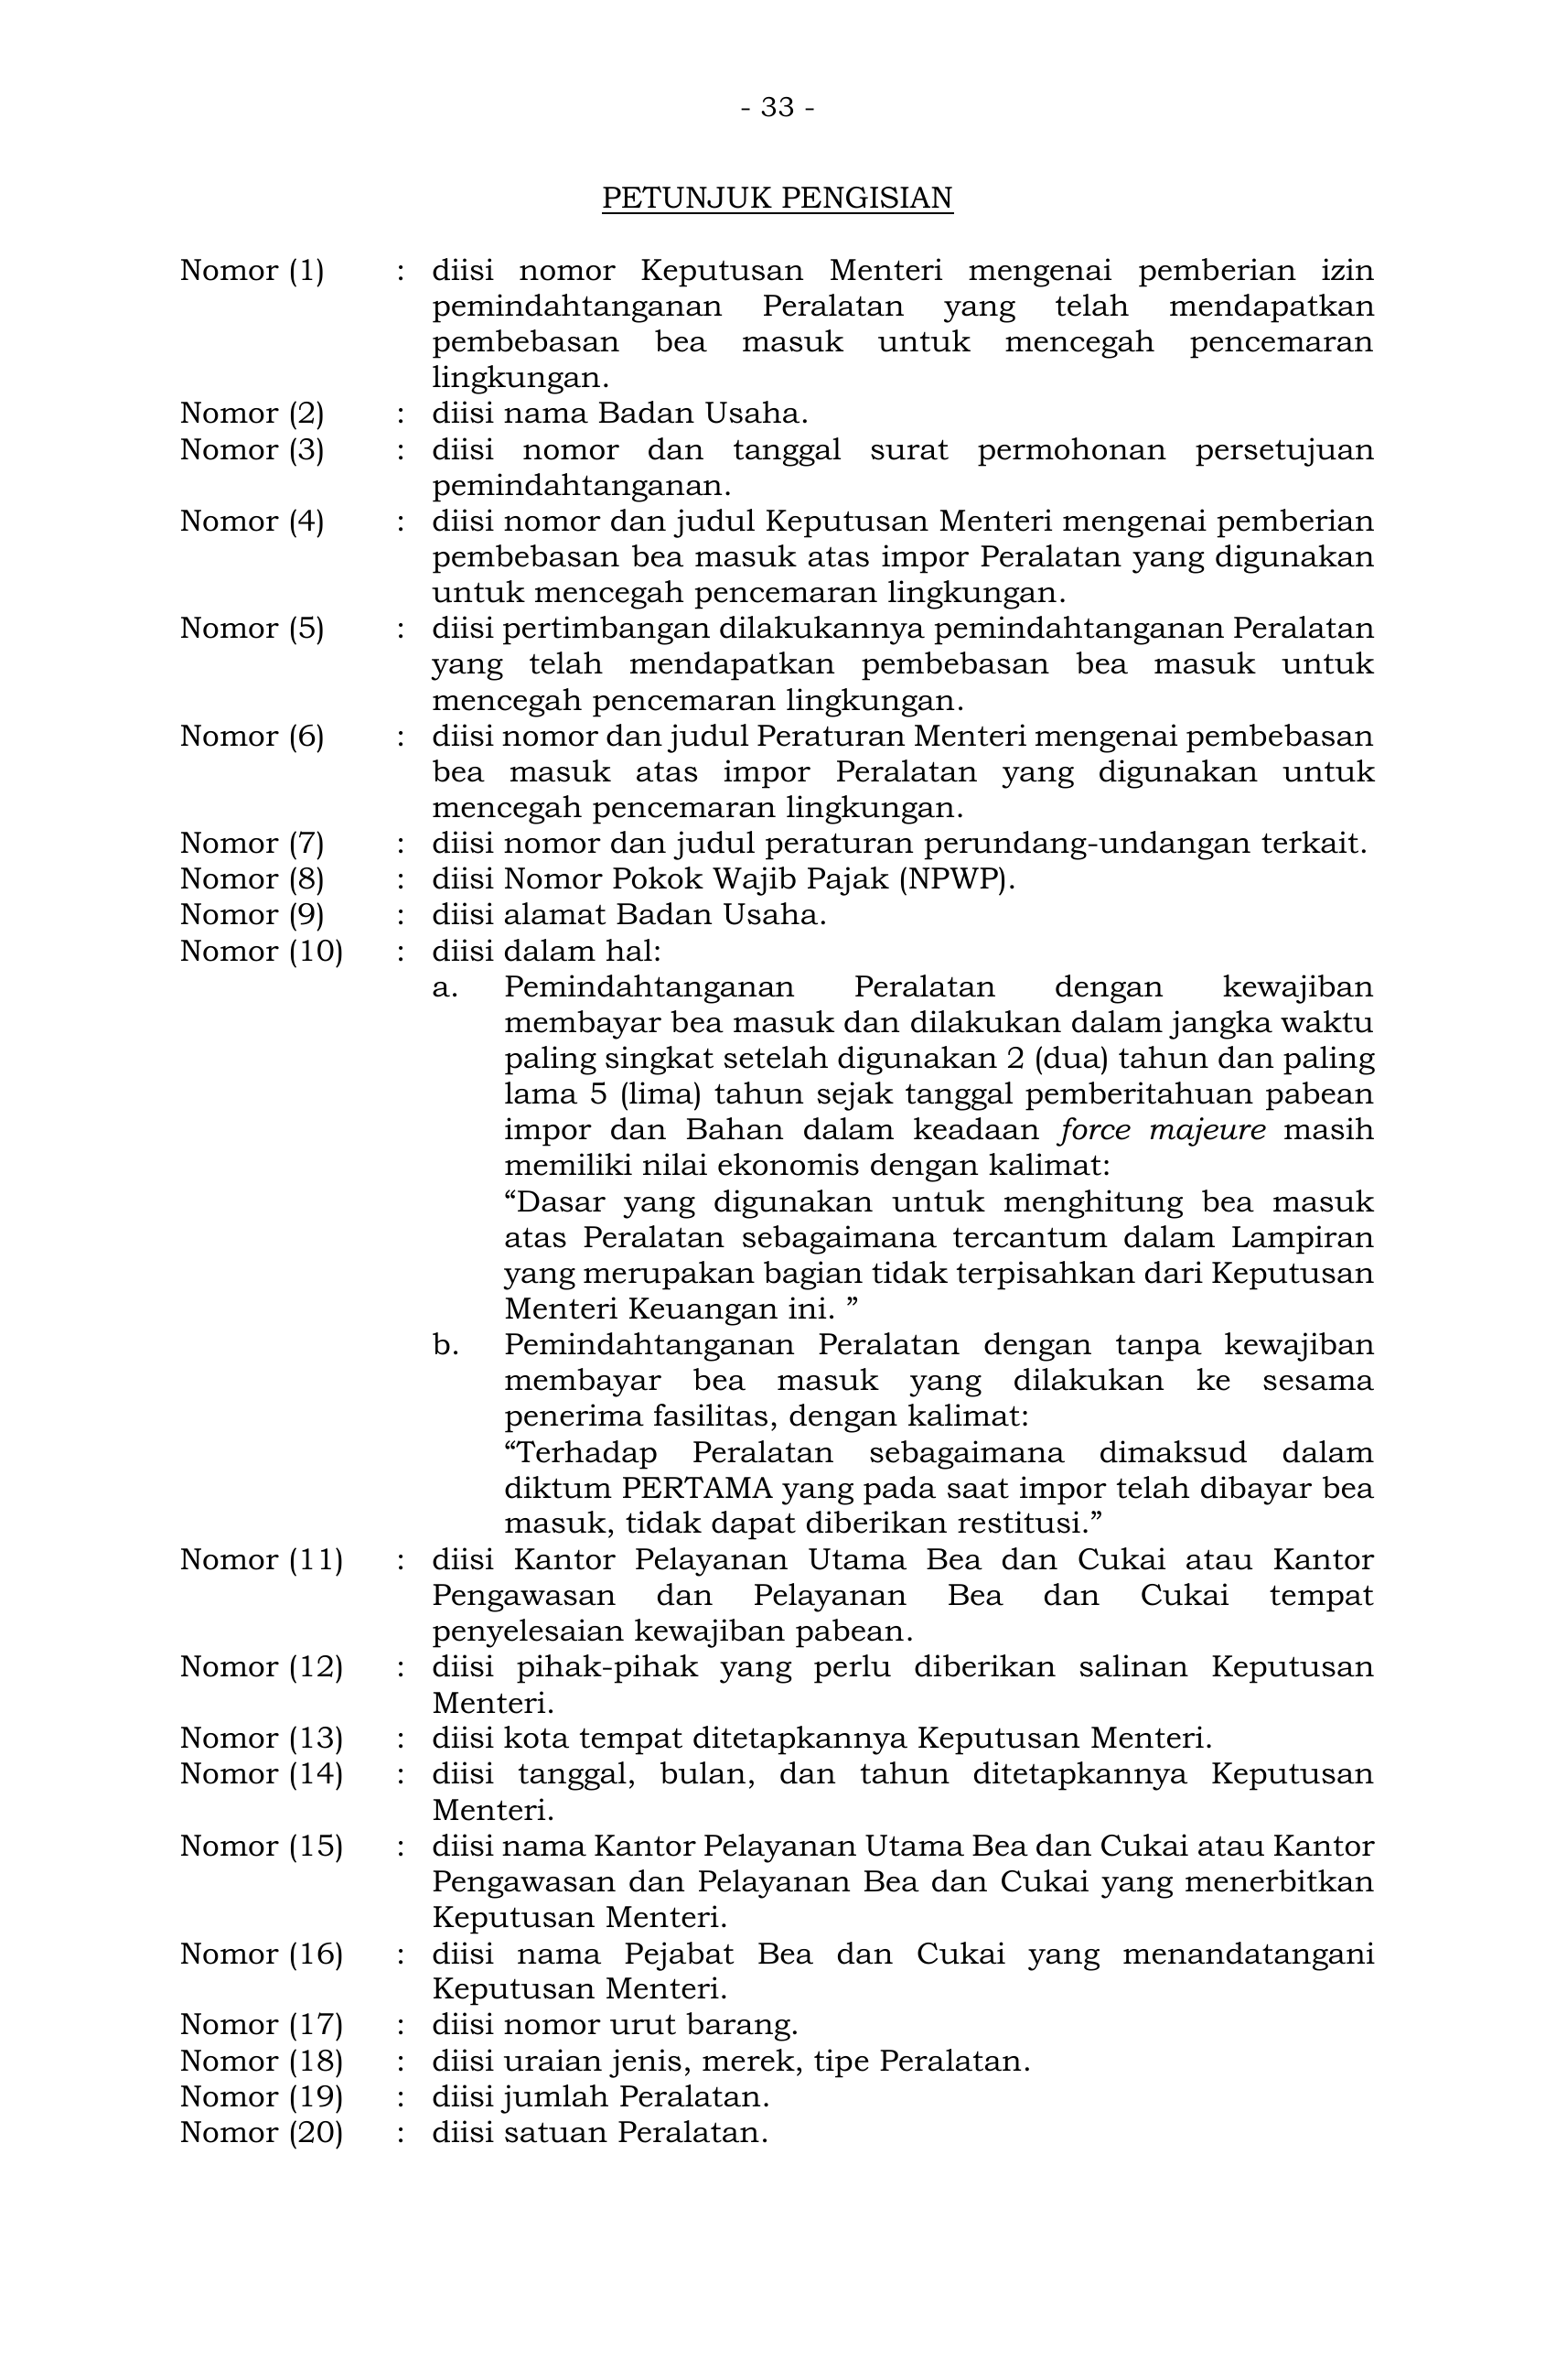 - 33 -
PETUNJUK PENGISIAN
Nomor (1) : diisi nomor Keputusan Menteri mengenai pemberian izin
pemindahtanganan Peralatan yang telah mendapatkan
pembebasan bea masuk untuk mencegah pencemaran
lingkungan.
Nomor (2) : diisi nama Badan Usaha.
Nomor (3) : diisi nomor dan tanggal surat permohonan persetujuan
pemindahtanganan.
Nomor (4) : diisi nomor dan judul Keputusan Menteri mengenai pemberian
pembebasan bea masuk atas impor Peralatan yang digunakan
untuk mencegah pencemaran lingkungan.
Nomor (5) : diisi pertimbangan dilakukannya pemindahtanganan Peralatan
yang telah mendapatkan pembebasan bea masuk untuk
mencegah pencemaran lingkungan.
Nomor (6) : diisi nomor dan judul Peraturan Menteri mengenai pembebasan
bea masuk atas impor Peralatan yang digunakan untuk
mencegah pencemaran lingkungan.
Nomor (7) : diisi nomor dan judul peraturan perundang-undangan terkait.
Nomor (8) : diisi Nomor Pokok Wajib Pajak (NPWP).
Nomor (9) : diisi alamat Badan Usaha.
Nomor (10) : diisi dalam hal:
a. Pemindahtanganan Peralatan dengan kewajiban
membayar bea masuk dan dilakukan dalam jangka waktu
paling singkat setelah digunakan 2 (dua) tahun dan paling
lama 5 (lima) tahun sejak tanggal pemberitahuan pabean
impor dan Bahan dalam keadaan force majeure masih
memiliki nilai ekonomis dengan kalimat:
“Dasar yang digunakan untuk menghitung bea masuk
atas Peralatan sebagaimana tercantum dalam Lampiran
yang merupakan bagian tidak terpisahkan dari Keputusan
Menteri Keuangan ini. ”
b. Pemindahtanganan Peralatan dengan tanpa kewajiban
membayar bea masuk yang dilakukan ke sesama
penerima fasilitas, dengan kalimat:
“Terhadap Peralatan sebagaimana dimaksud dalam
diktum PERTAMA yang pada saat impor telah dibayar bea
masuk, tidak dapat diberikan restitusi.”
Nomor (11) : diisi Kantor Pelayanan Utama Bea dan Cukai atau Kantor
Pengawasan dan Pelayanan Bea dan Cukai tempat
penyelesaian kewajiban pabean.
Nomor (12) : diisi pihak-pihak yang perlu diberikan salinan Keputusan
Menteri.
Nomor (13) : diisi kota tempat ditetapkannya Keputusan Menteri.
Nomor (14) : diisi tanggal, bulan, dan tahun ditetapkannya Keputusan
Menteri.
Nomor (15) : diisi nama Kantor Pelayanan Utama Bea dan Cukai atau Kantor
Pengawasan dan Pelayanan Bea dan Cukai yang menerbitkan
Keputusan Menteri.
Nomor (16) : diisi nama Pejabat Bea dan Cukai yang menandatangani
Keputusan Menteri.
Nomor (17) : diisi nomor urut barang.
Nomor (18) : diisi uraian jenis, merek, tipe Peralatan.
Nomor (19) : diisi jumlah Peralatan.
Nomor (20) : diisi satuan Peralatan.